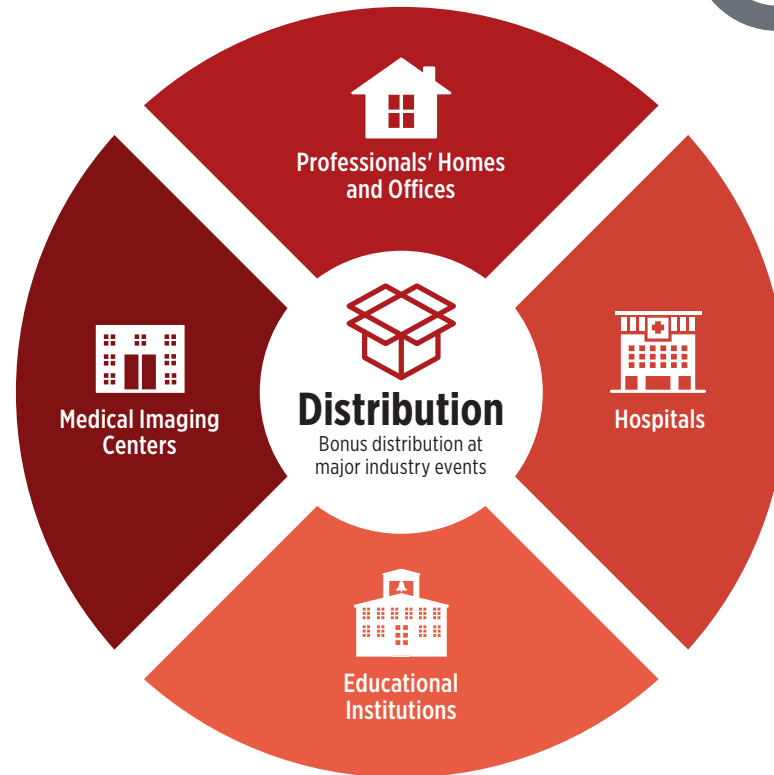 Professionals' Homes
and Offices
Medical Imaging
Centers
Distribution
Bonus distribution at
major industry events
Hospitals
Educational
Institutions